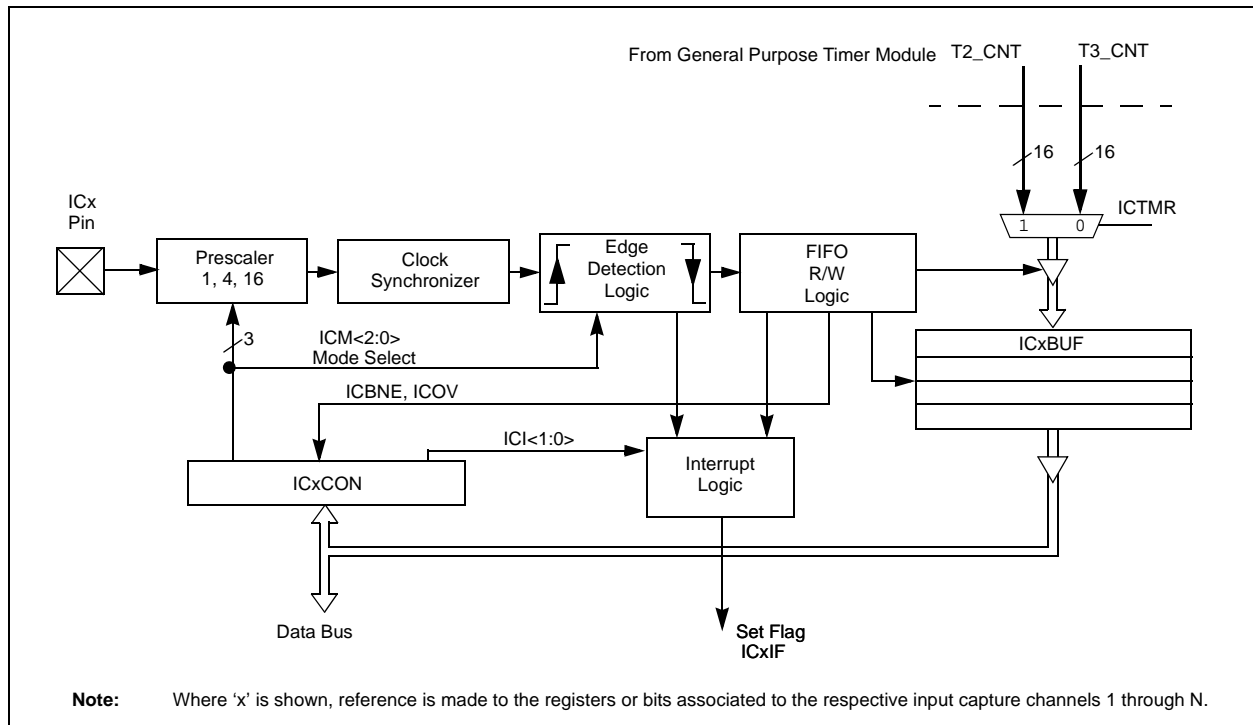 From General Purpose Timer Module
T2_CNT
T3_CNT
16
16
ICx
Pin
ICTMR
1
0
Prescaler
1, 4, 16
Clock
Synchronizer
Edge
Detection
Logic
FIFO
R/W
Logic
3
ICM<2:0>
Mode Select
ICxBUF
ICBNE, ICOV
ICI<1:0>
ICxCON
Interrupt
Logic
Data Bus
Set Flag
ICxIF
Note: Where ‘x’ is shown, reference is made to the registers or bits associated to the respective input capture channels 1 through N.